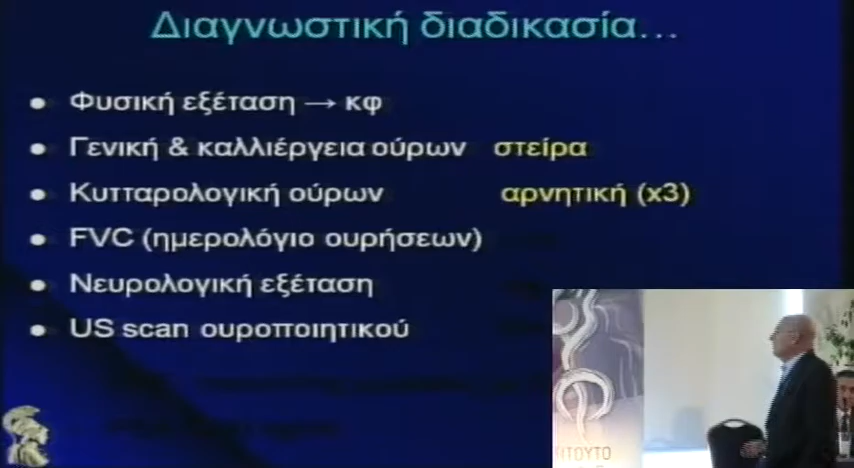 Διαγνωστική διαδικασία...
• Φυσική εξέταση → κφ
• Γενική & καλλιέργεια ούρων στείρα
• Κυτταρολογική ούρων αρνητική (x3)
• FVC (ημερολόγιο ουρήσεων)
• Νευρολογική εξέταση
• US scan ουροποιητικού
ΤΙΤΟΥΤΟ